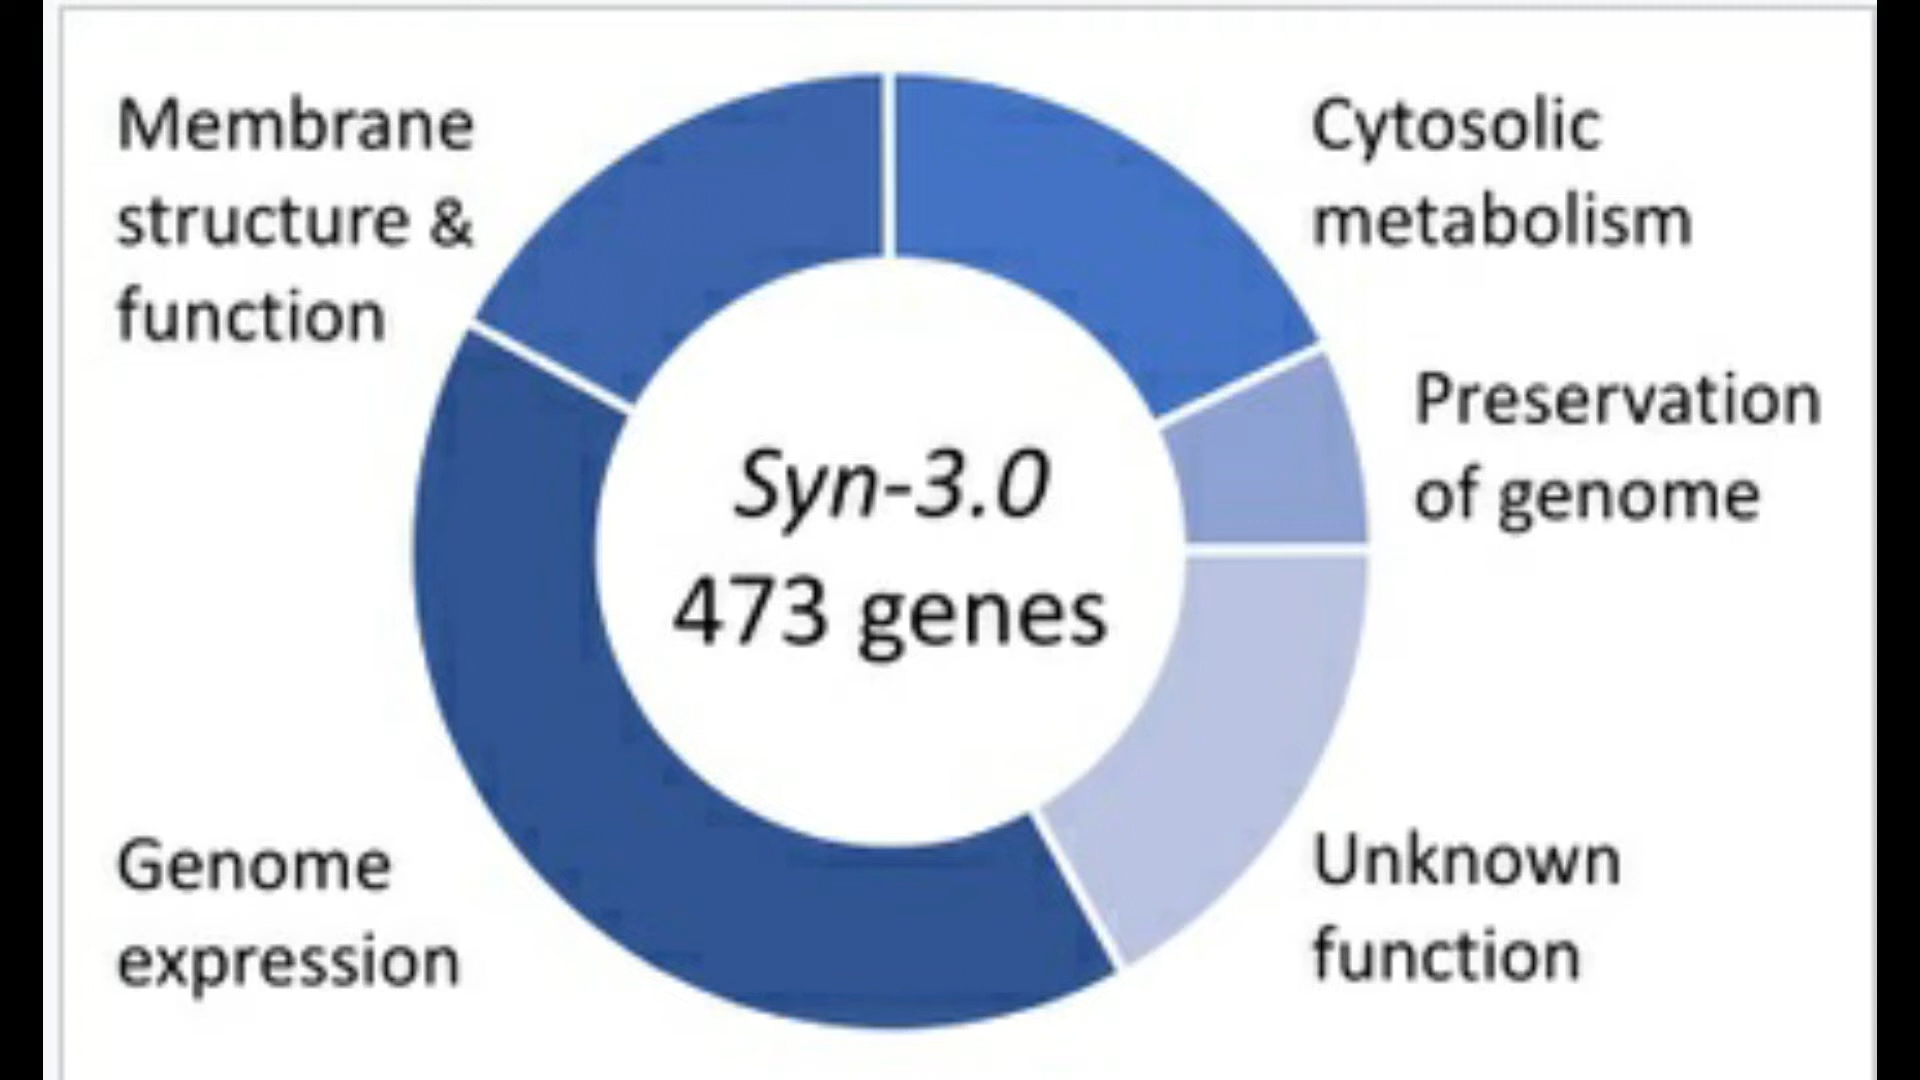 Membrane
structure &
function
Cytosolic
metabolism
Preservation
of genome
Syn-3.0
473 genes
Genome
expression
Unknown
function